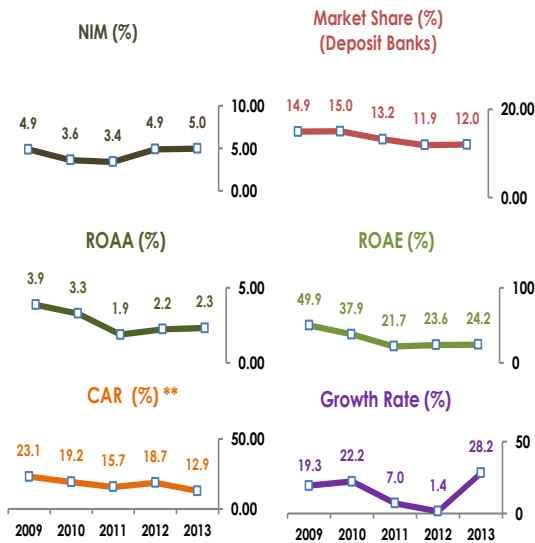 NIM (%)
10.00
4.9 3.6 3.4 4.9 5.0
5.00
0.00
Market Share (%)
(Deposit Banks)
20.00
14.9 15.0 13.2 11.9 12.0
0.00
ROAA (%)
5.00
3.9 3.3 1.9 2.2 2.3
0.00
ROAE (%)
100
49.9 37.9 21.7 23.6 24.2
0
CAR (%) **
50.00
23.1 19.2 15.7 18.7 12.9
0.00
2009 2010 2011 2012 2013
Growth Rate (%)
50
19.3 22.2 7.0 1.4 28.2
0
2009 2010 2011 2012 2013